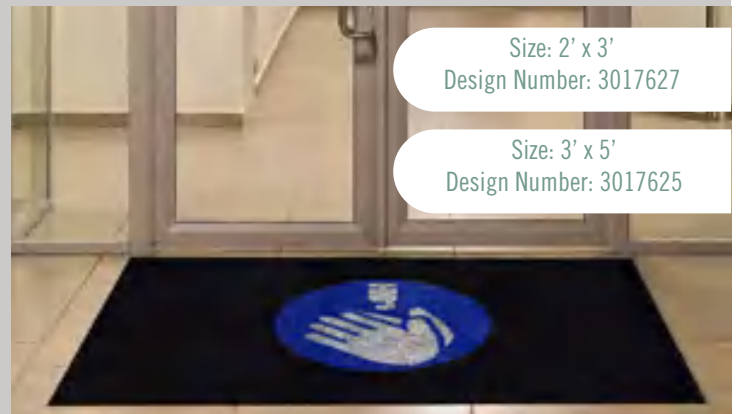 Size: 2’ x 3’
Design Number: 3017627
Size: 3’ x 5’
Design Number: 3017625